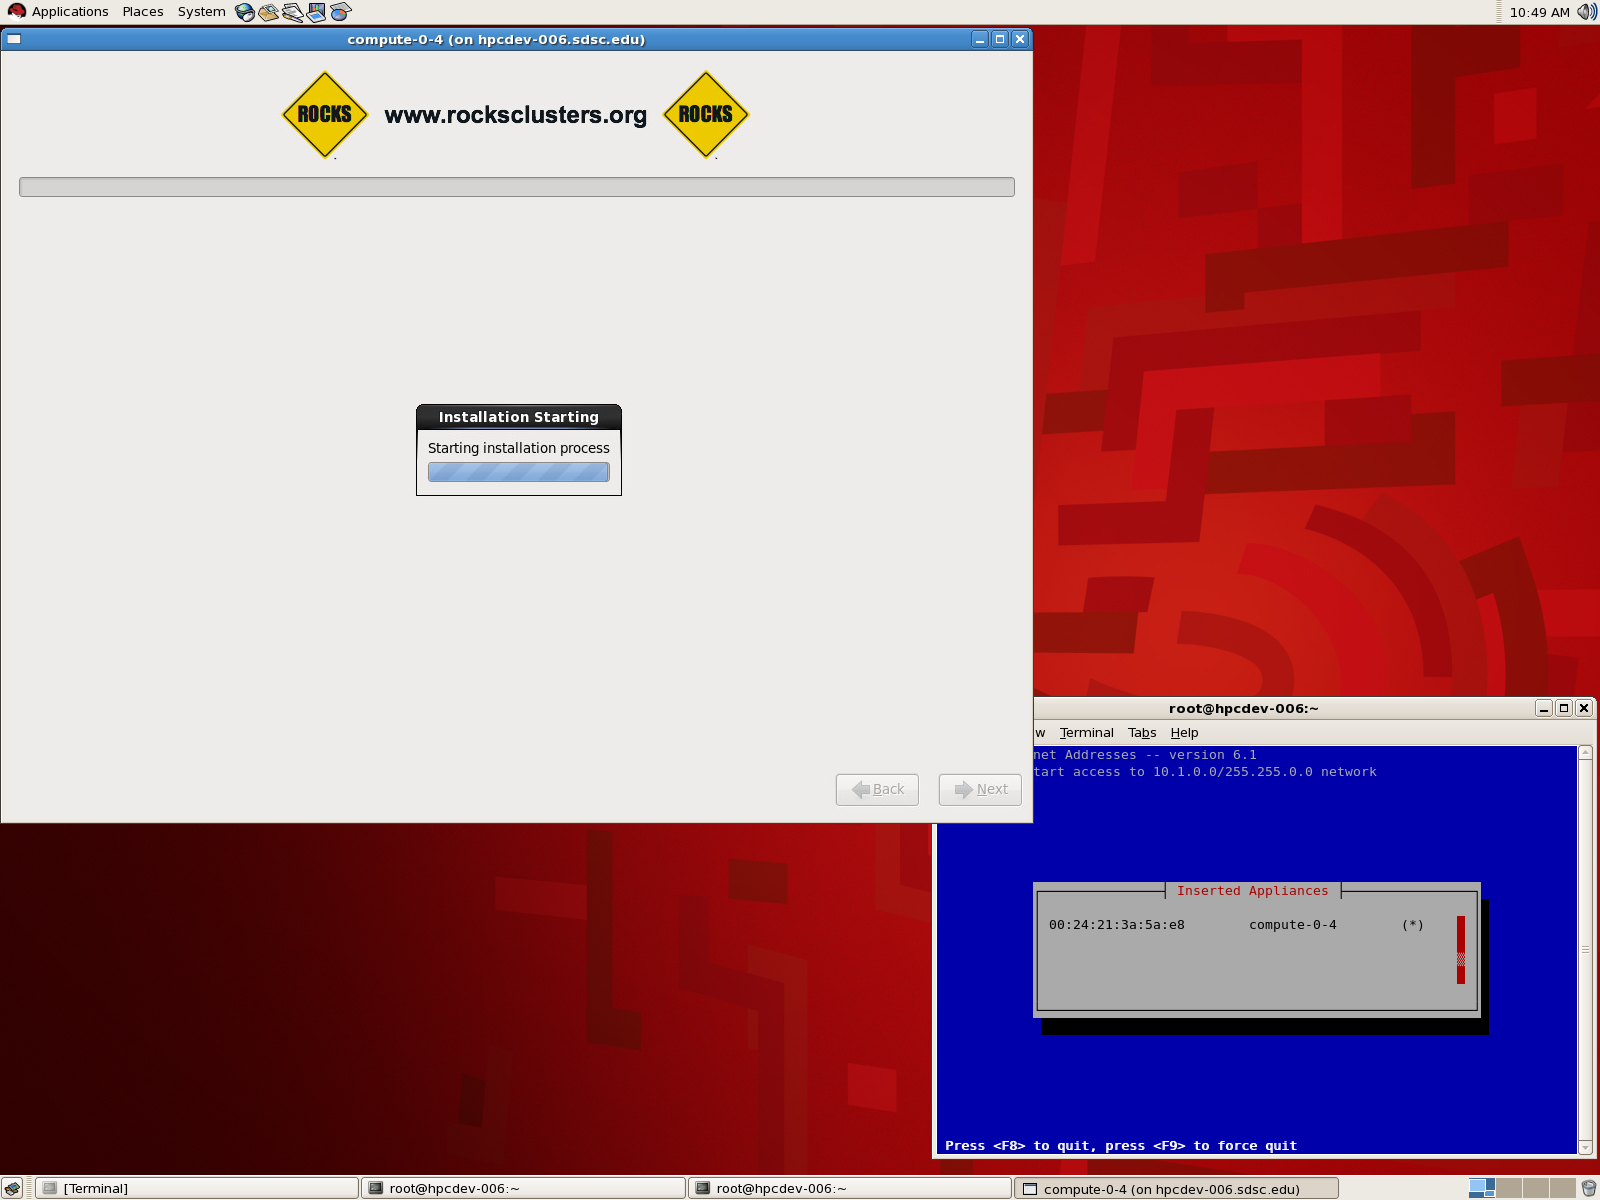 Applications Places System
10:49 AM
compute-0-4 (on hpcdev-006.sdsc.edu)
ROCKS www.rocksclusters.org ROCKS
Installation Starting
Starting installation process
Back Next
root@hpcdev-006:~
w Terminal Tabs Help
net Addresses -- version 6.1
tart access to 10.1.0.0/255.255.0.0 network
Inserted Appliances
00:24:21:3a:5a:e8 compute-0-4 (*)
Press <F8> to quit, press <F9> to force quit
[Terminal] root@hpcdev-006:~ root@hpcdev-006:~ compute-0-4 (on hpcdev-006.sdsc.edu)